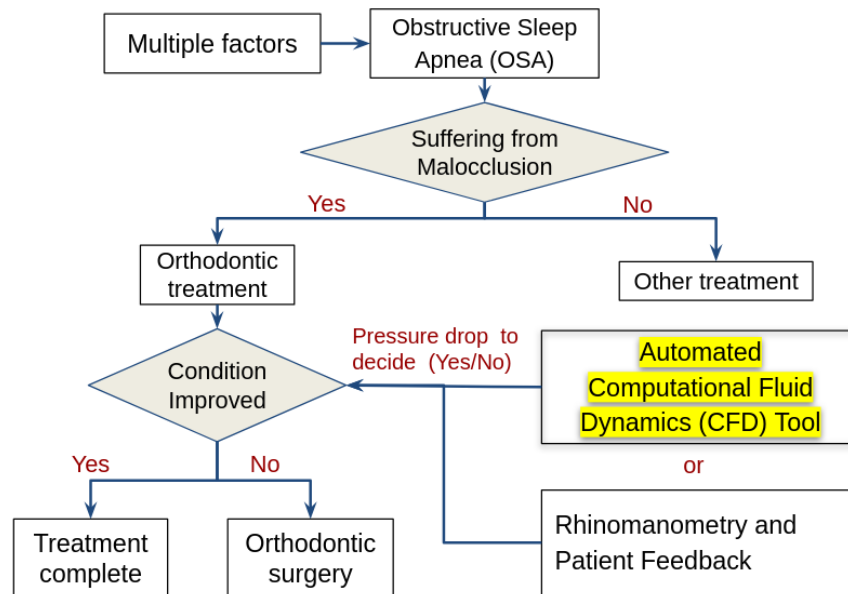 Multiple factors
Obstructive Sleep
Apnea (OSA)
Suffering from
Malocclusion
Yes
No
Orthodontic
treatment
Other treatment
Pressure drop to
decide (Yes/No)
Condition
Improved
Automated
Computational Fluid
Dynamics (CFD) Tool
or
Yes
No
Treatment
complete
Orthodontic
surgery
Rhinomanometry and
Patient Feedback